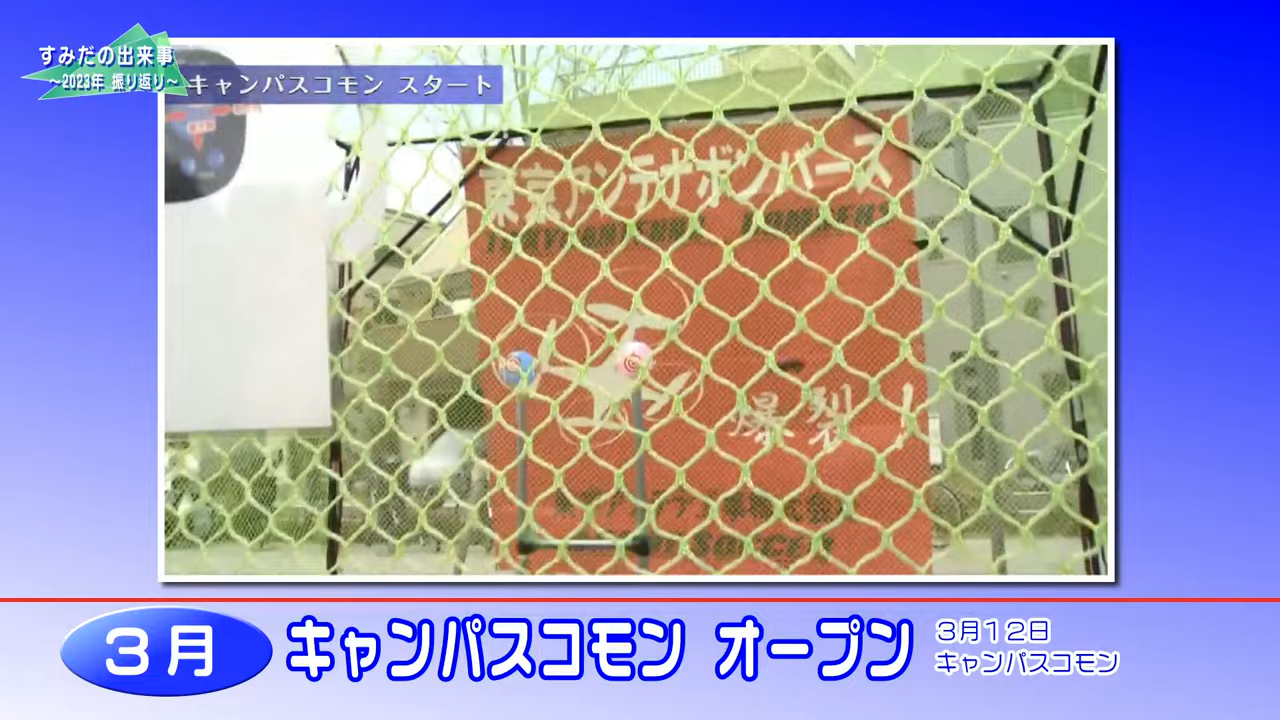 すみだの出来事
～2023年 振り返り～
キャンパスコモン スタート
東京アンテナボンバーズ
爆裂！
3月
キャンパスコモン オープン
3月12日
キャンパスコモン